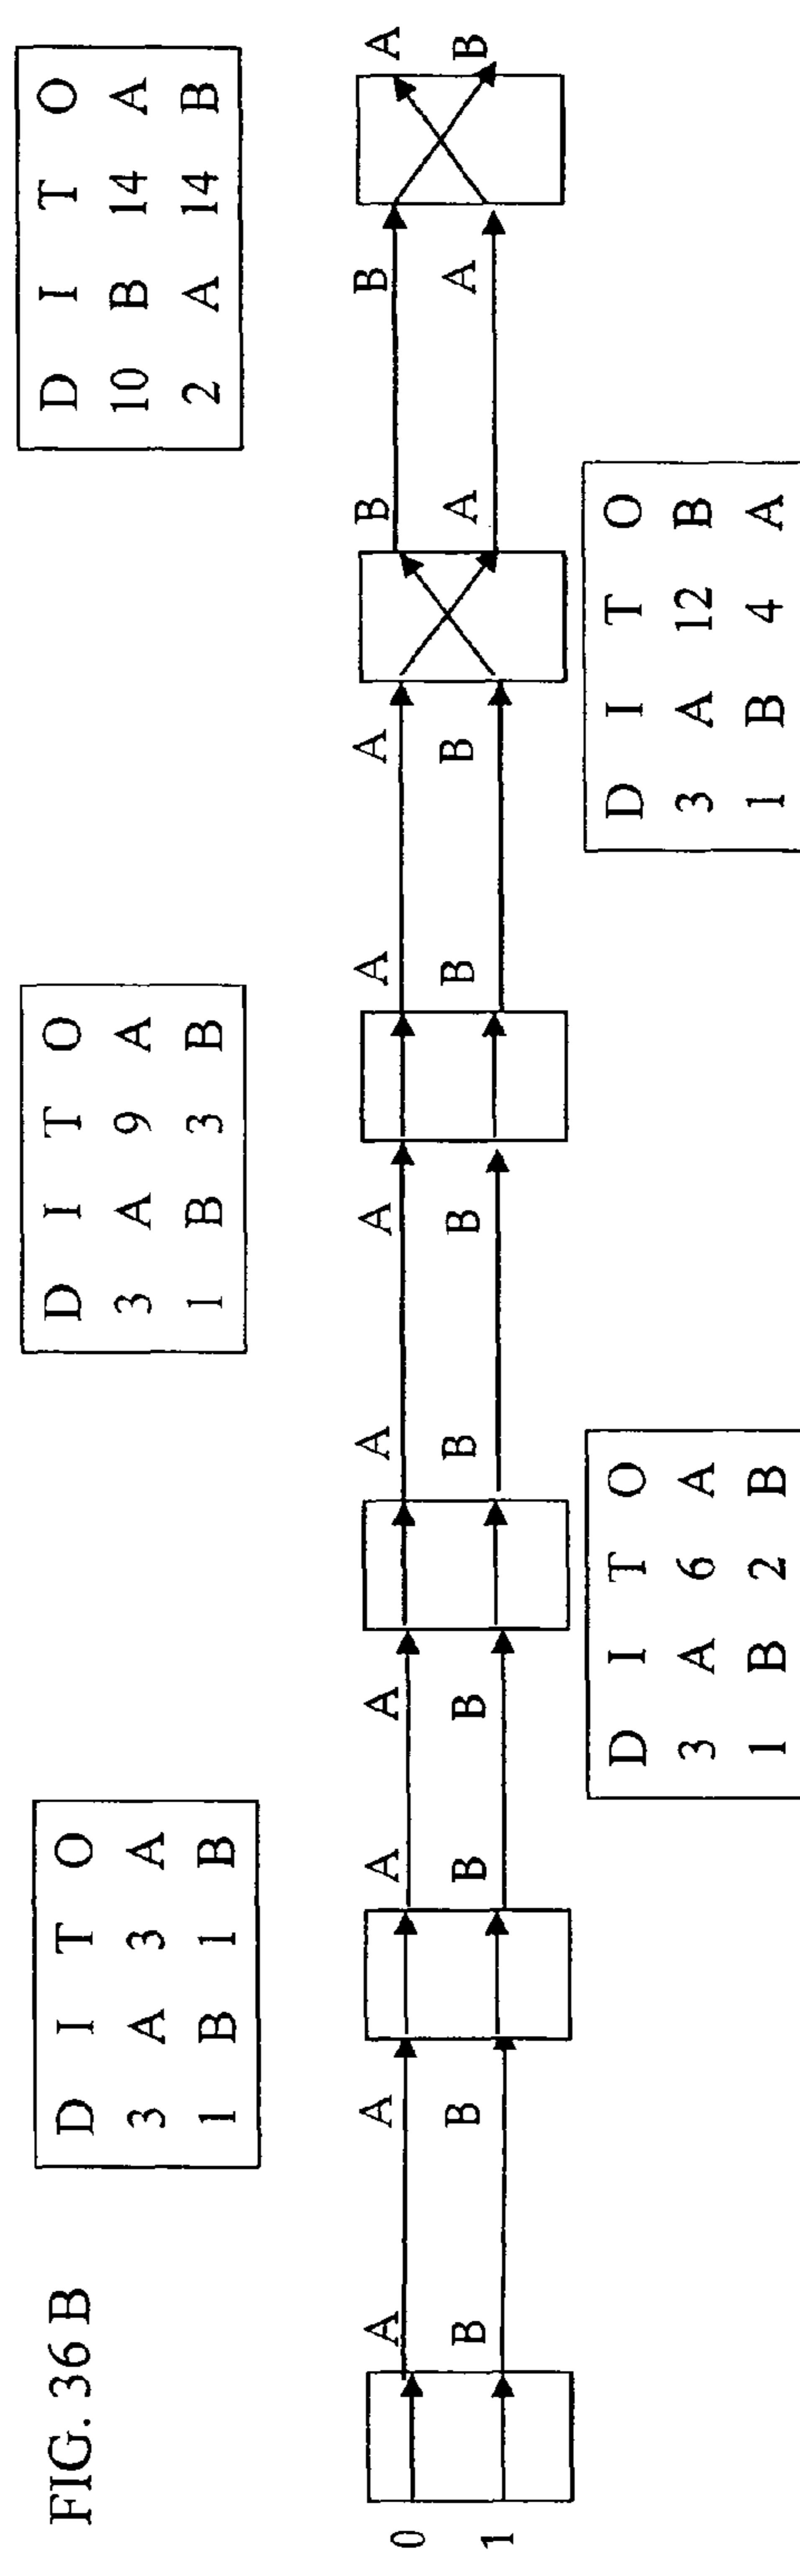 FIG. 36 B
D I T O
3 A 3 A
1 B 1 B
D I T O
3 A 9 A
1 B 3 B
D I T O
10 B 14 A
2 A 14 B
0 A A A A A A A A B B A
1 B B B B B B B B A A B
D I T O
3 A 6 A
1 B 2 B
D I T O
3 A 12 B
1 B 4 A